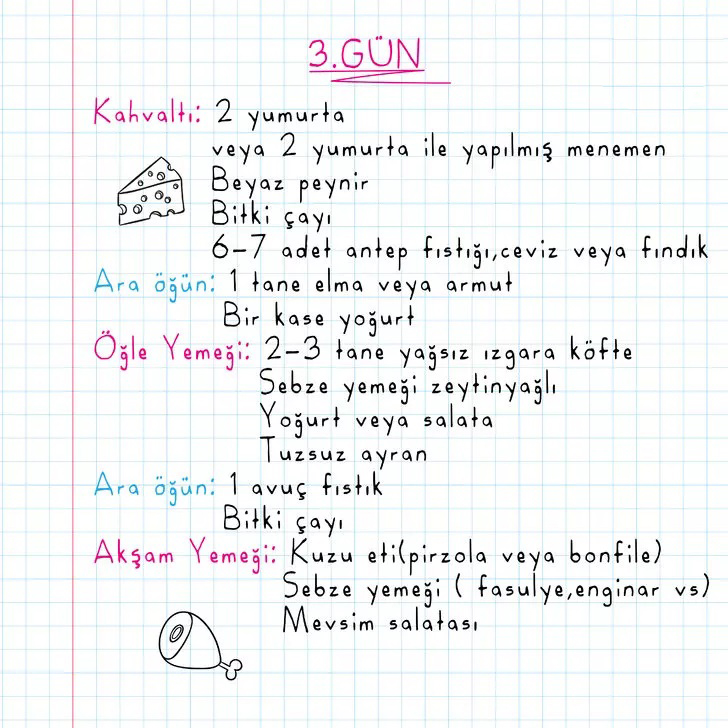 3.GÜN
Kahvaltı: 2 yumurta
veya 2 yumurta ile yapılmış menemen
Beyaz peynir
Bitki çayı
6-7 adet antep fıstığı,ceviz veya fındık
Ara öğün: 1 tane elma veya armut
Bir kase yoğurt
Öğle Yemeği: 2-3 tane yağsız ızgara köfte
Sebze yemeği zeytinyağlı
Yoğurt veya salata
Tuzsuz ayran
Ara öğün: 1 avuç fıstık
Bitki çayı
Akşam Yemeği: Kuzu eti(pirzola veya bonfile)
Sebze yemeği ( fasulye,enginar vs)
Mevsim salatası